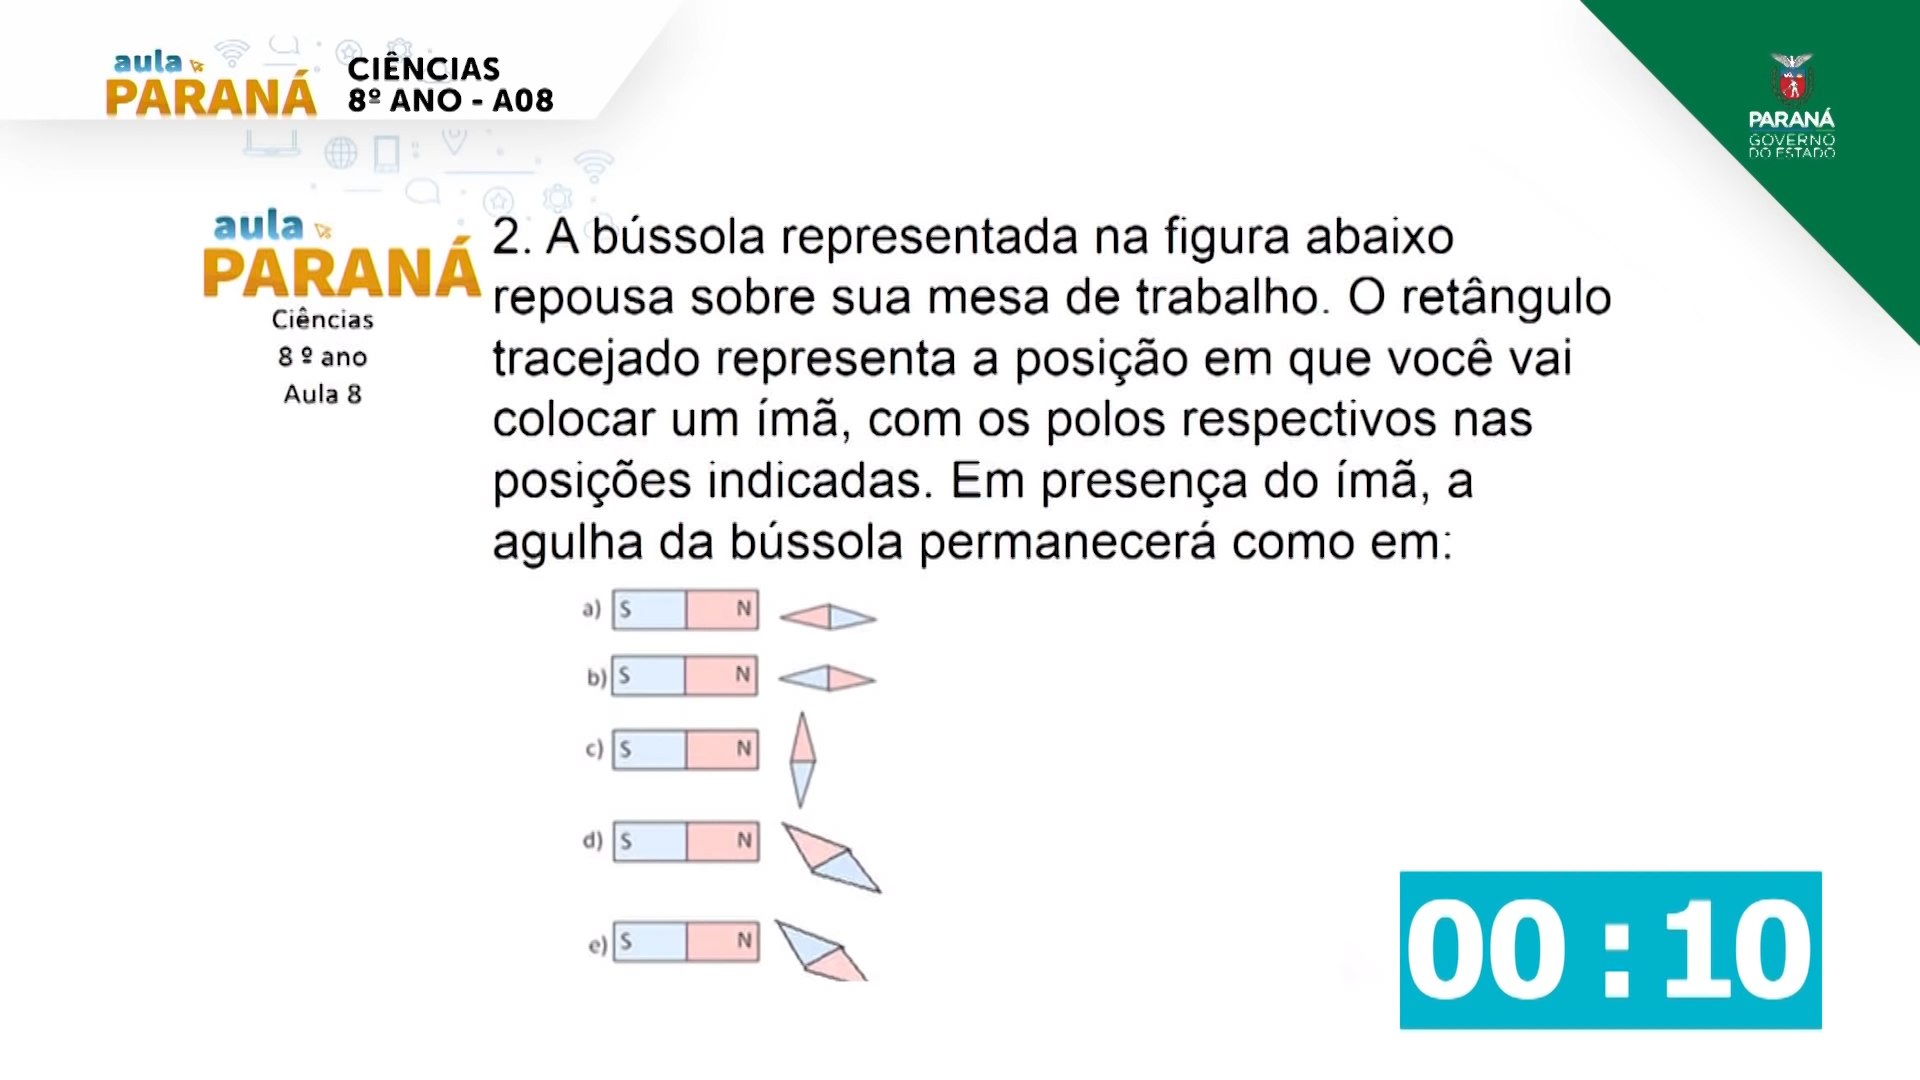 aula
PARANÁ
CIÊNCIAS
8º ANO - A08
PARANÁ
GOVERNO
DO ESTADO
aula
PARANÁ
Ciências
8 º ano
Aula 8
2. A bússola representada na figura abaixo
repousa sobre sua mesa de trabalho. O retângulo
tracejado representa a posição em que você vai
colocar um ímã, com os polos respectivos nas
posições indicadas. Em presença do ímã, a
agulha da bússola permanecerá como em:
a) S N
b) S N
c) S N
d) S N
e) S N
00:10